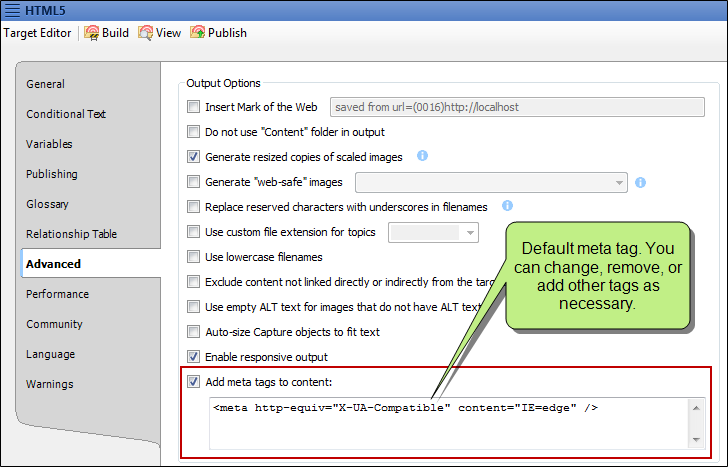 HTML5
Target Editor Build View Publish
General
Conditional Text
Variables
Publishing
Glossary
Relationship Table
Advanced
Performance
Community
Language
Warnings
Output Options
Insert Mark of the Web saved from url=(0016)http://localhost
Do not use "Content" folder in output
Generate resized copies of scaled images
Generate "web-safe" images
Replace reserved characters with underscores in filenames
Use custom file extension for topics
Use lowercase filenames
Exclude content not linked directly or indirectly from the
Use empty ALT text for images that do not have ALT text
Auto-size Capture objects to fit text
Enable responsive output
Add meta tags to content:
<meta http-equiv="X-UA-Compatible" content="IE=edge" />
Default meta tag. You
can change, remove, or
add other tags as
necessary.